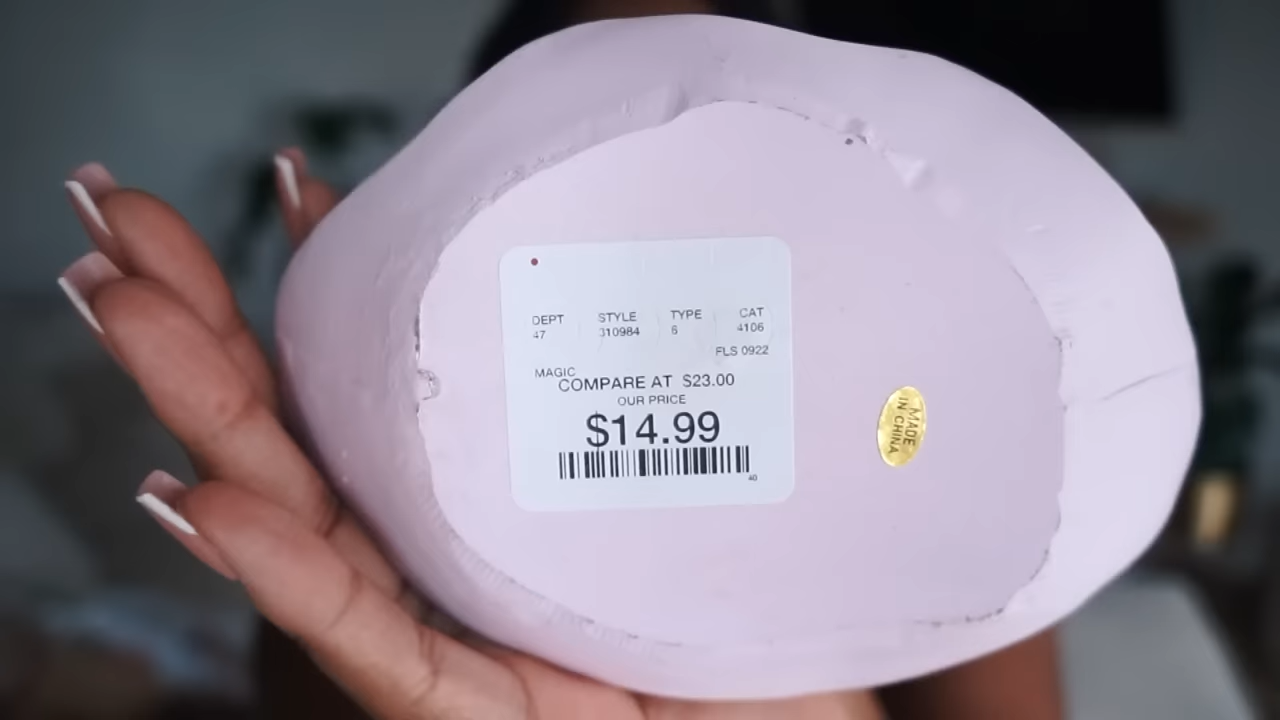 DEPT STYLE TYPE CAT
47 310984 6 4106
FLS 0922
MAGIC
COMPARE AT $23.00
OUR PRICE
$14.99
40
MADE
IN CHINA